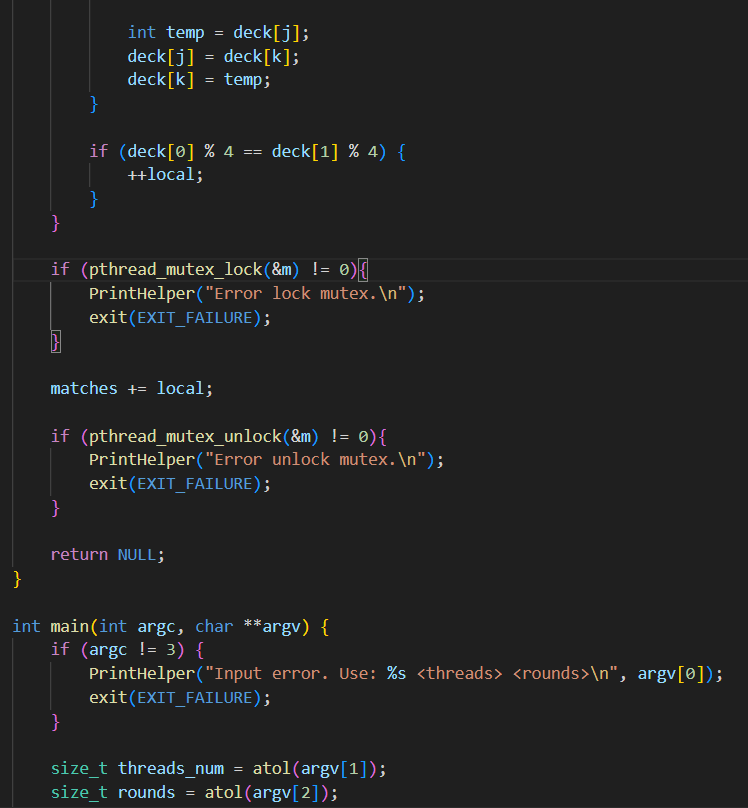 int temp = deck[j];
            deck[j] = deck[k];
            deck[k] = temp;
        }
        if (deck[0] % 4 == deck[1] % 4) {
            ++local;
        }
    }
    if (pthread_mutex_lock(&m) != 0){
        PrintHelper("Error lock mutex.\n");
        exit(EXIT_FAILURE);
    }
    matches += local;
    if (pthread_mutex_unlock(&m) != 0){
        PrintHelper("Error unlock mutex.\n");
        exit(EXIT_FAILURE);
    }
    return NULL;
}
int main(int argc, char **argv) {
    if (argc != 3) {
        PrintHelper("Input error. Use: %s <threads> <rounds>\n", argv[0]);
        exit(EXIT_FAILURE);
    }
    size_t threads_num = atol(argv[1]);
    size_t rounds = atol(argv[2]);